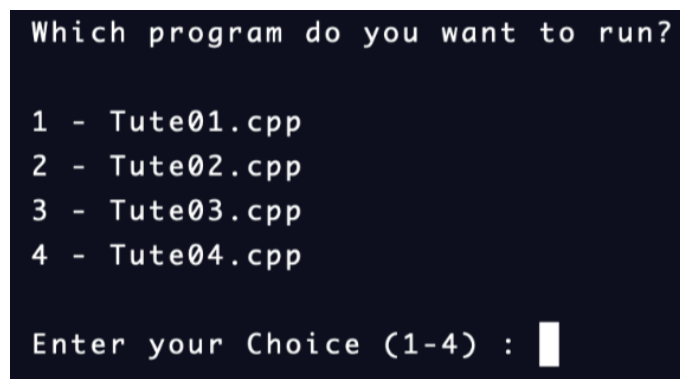 Which program do you want to run?
1 - Tute01.cpp
2 - Tute02.cpp
3 - Tute03.cpp
4 - Tute04.cpp
Enter your Choice (1-4) :